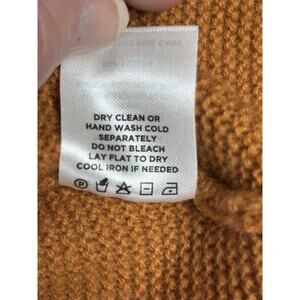 DRY CLEAN OR
HAND WASH COLD
SEPARATELY
DO NOT BLEACH
LAY FLAT TO DRY
COOL IRON IF NEEDED